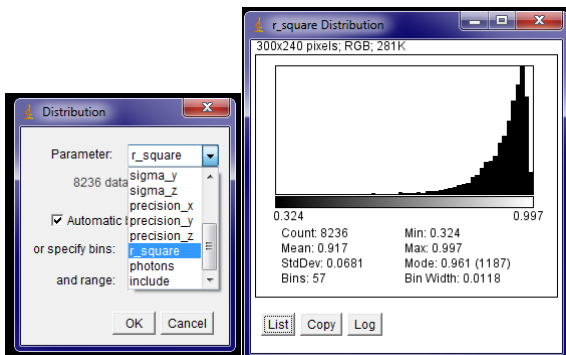 Distribution
Parameter: r_square
8236 data
sigma_y
sigma_z
precision_x
Automatic b precision_y
precision_z
or specify bins: r_square
photons
and range: include
OK Cancel
r_square Distribution
300x240 pixels; RGB; 281K
0.324 0.997
Count: 8236 Min: 0.324
Mean: 0.917 Max: 0.997
StdDev: 0.0681 Mode: 0.961 (1187)
Bins: 57 Bin Width: 0.0118
List Copy Log